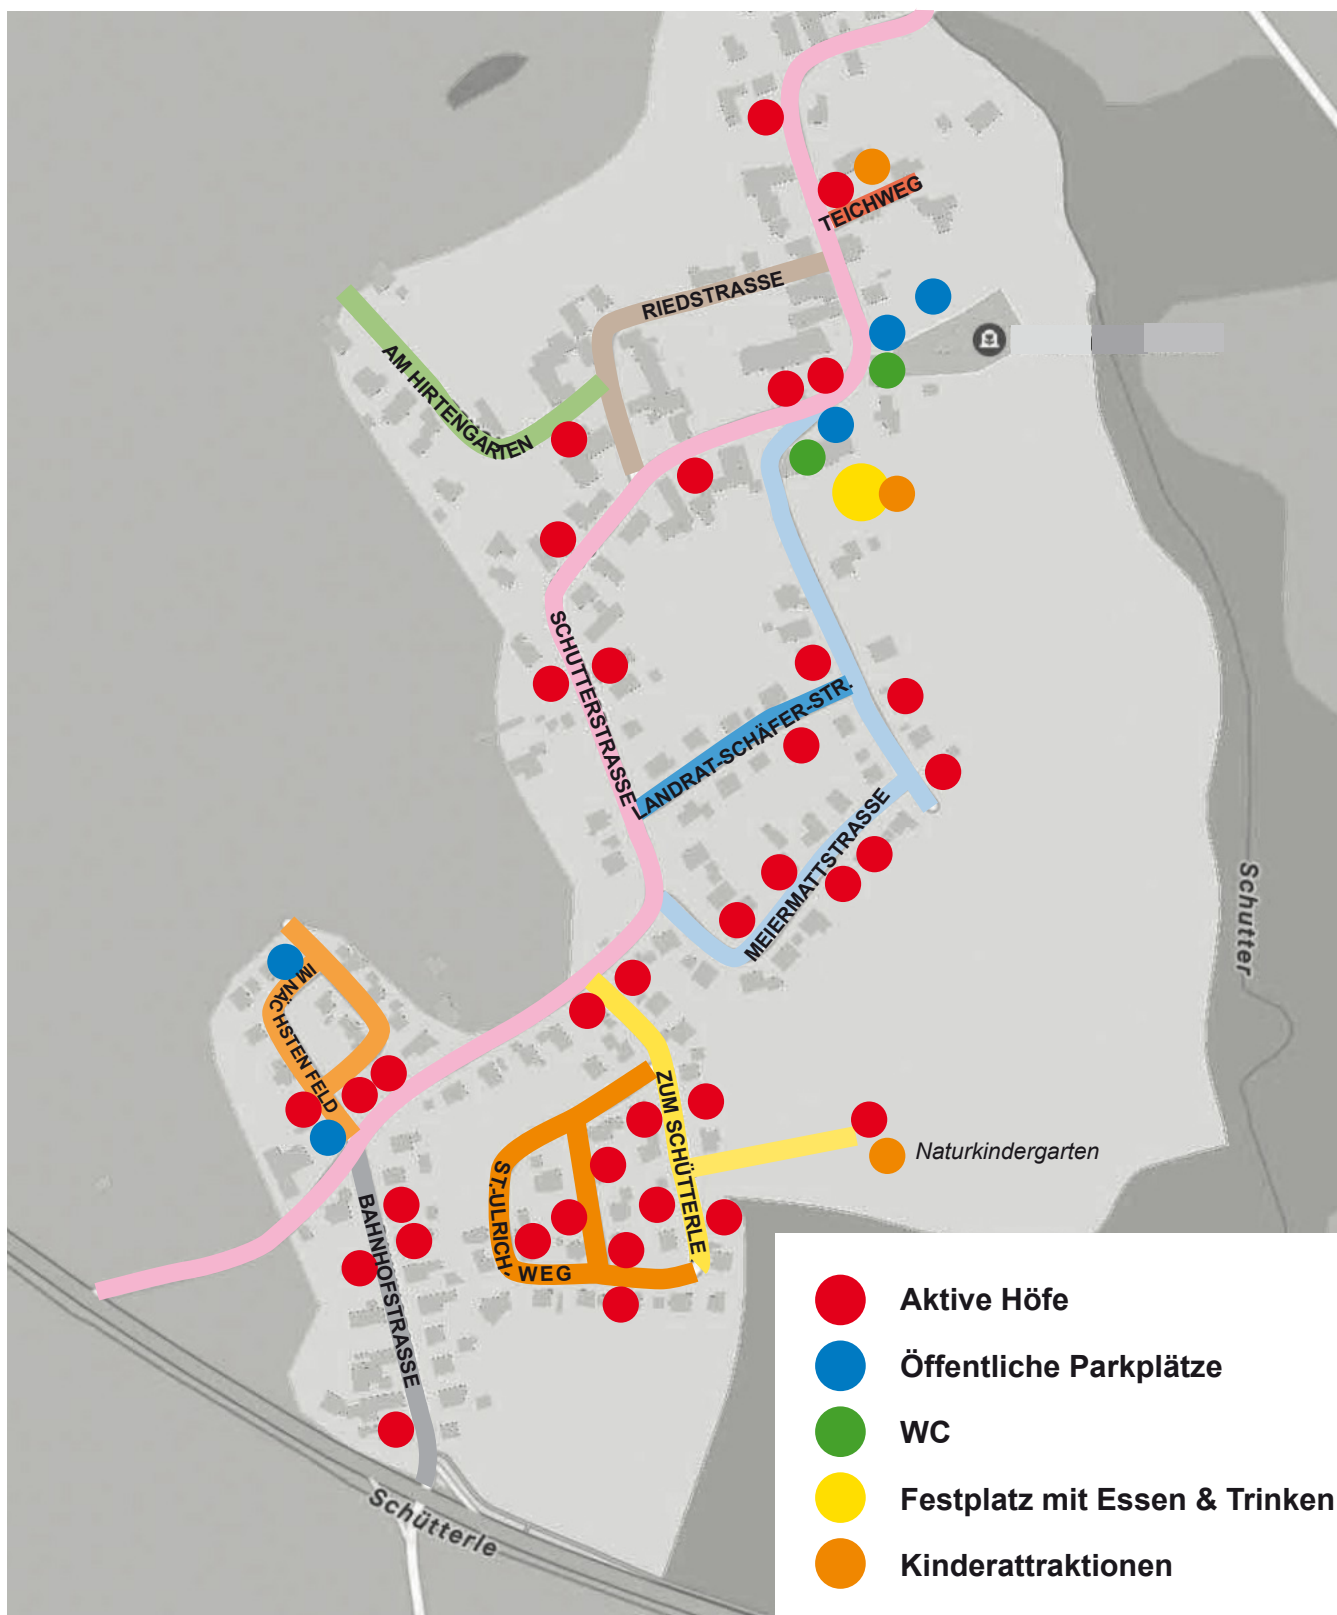 TEICHWEG
RIEDSTRASSE
AM HIRTENGARTEN
SCHUTTERSTRASSE
LANDRAT-SCHÄFER-STR.
MEIERMATTSTRASSE
Schutter
IM NÄCHSTEN FELD
ZUM SCHÜTTERLE
Naturkindergarten
ST.-ULRICH-WEG
BAHNHOFSTRASSE
Schütterle
Aktive Höfe
Öffentliche Parkplätze
WC
Festplatz mit Essen & Trinken
Kinderattraktionen